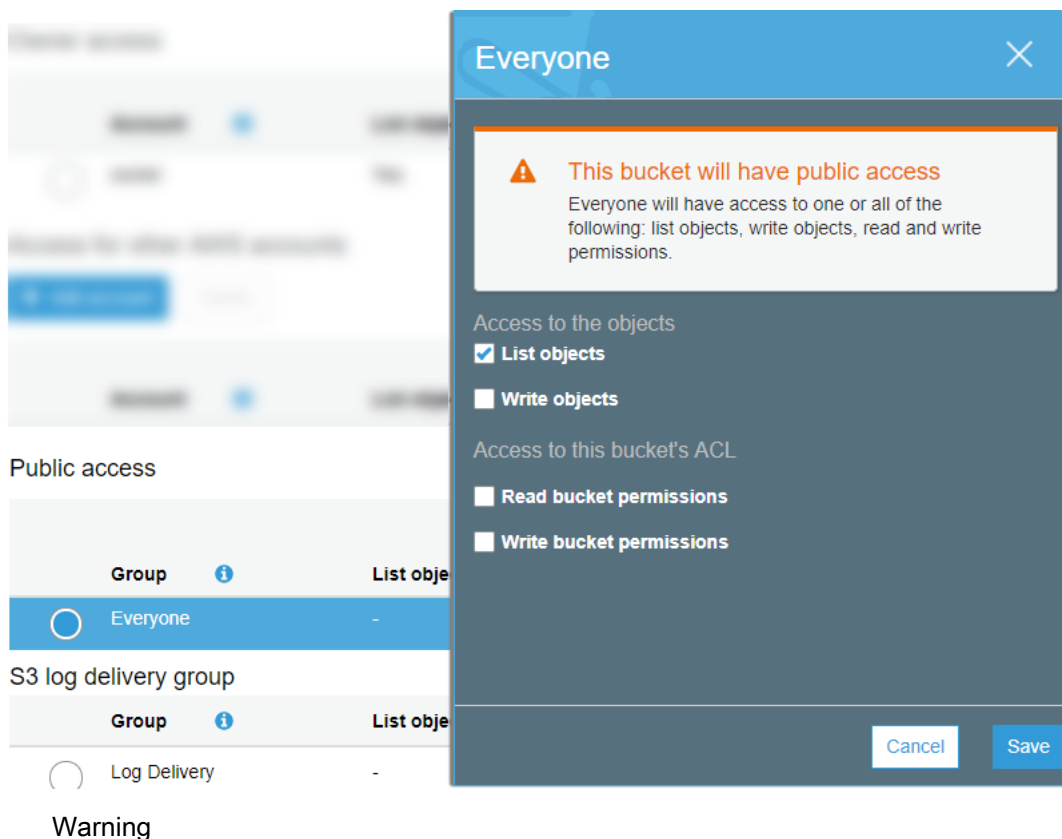 Everyone
This bucket will have public access
Everyone will have access to one or all of the
following: list objects, write objects, read and write
permissions.
Access to the objects
List objects
Write objects
Access to this bucket's ACL
Read bucket permissions
Write bucket permissions
Cancel Save
Public access
Group List obje
Everyone -
S3 log delivery group
Group List obje
Log Delivery -
Warning